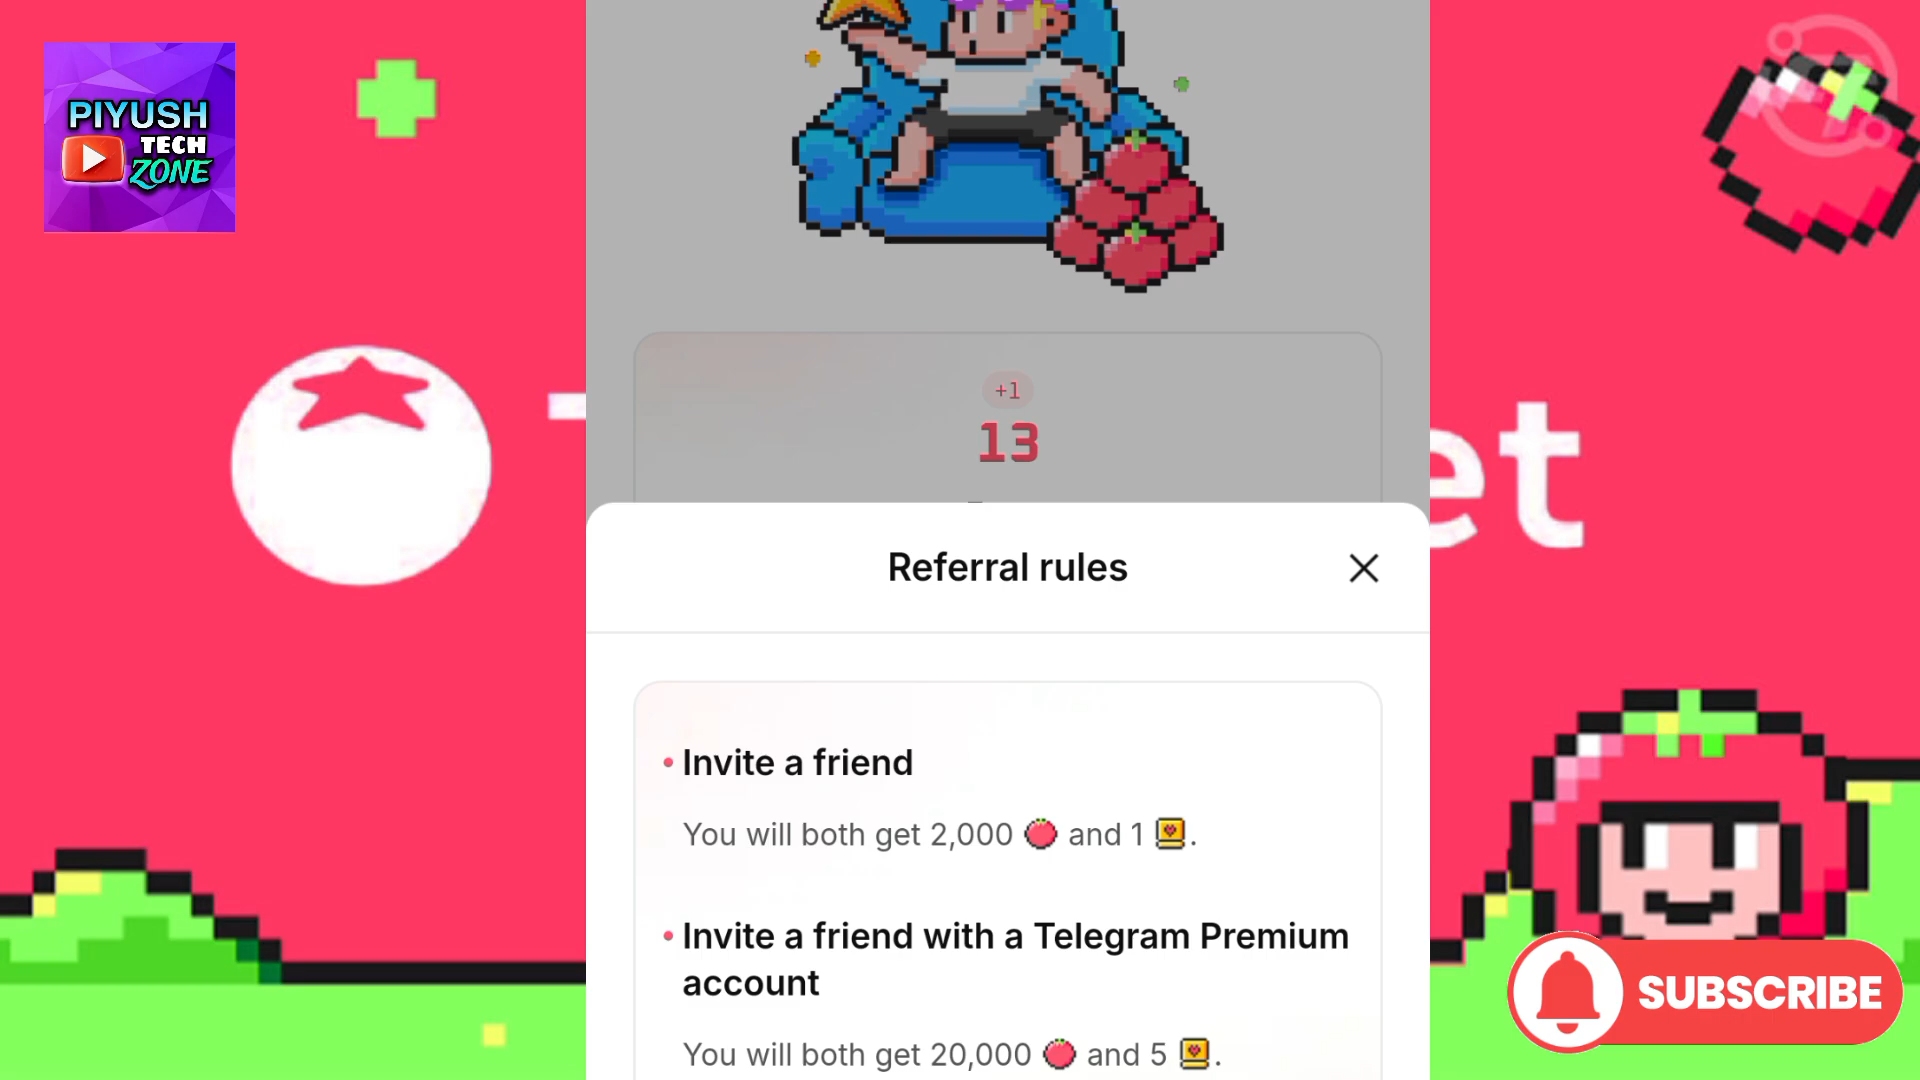 PIYUSH
TECH
ZONE
et
+1
13
Referral rules
• Invite a friend
You will both get 2,000 and 1 .
• Invite a friend with a Telegram Premium
account
You will both get 20,000 and 5 .
SUBSCRIBE